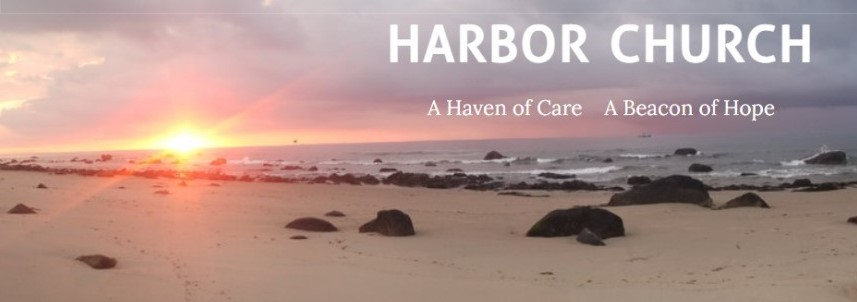 HARBOR CHURCH
A Haven of Care A Beacon of Hope